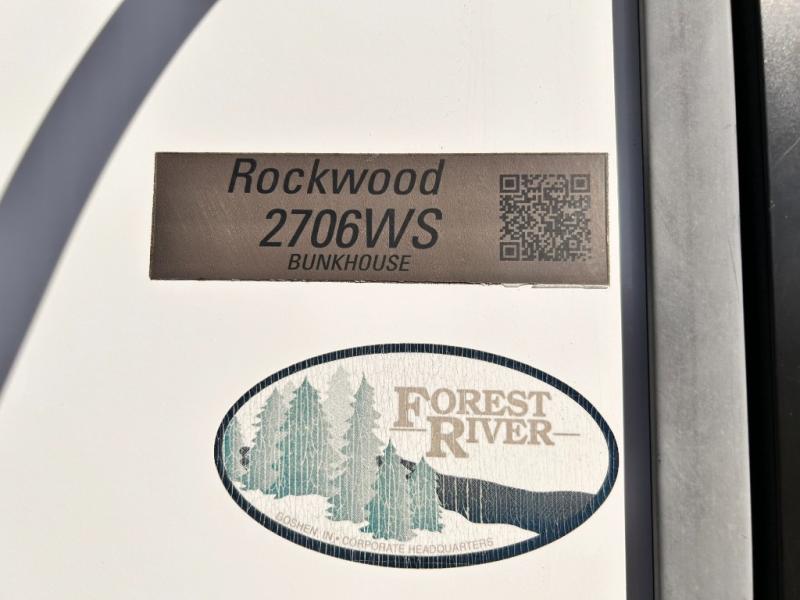 Rockwood
2706WS
BUNKHOUSE
FOREST
RIVER
GOSHEN, IN • CORPORATE HEADQUARTERS